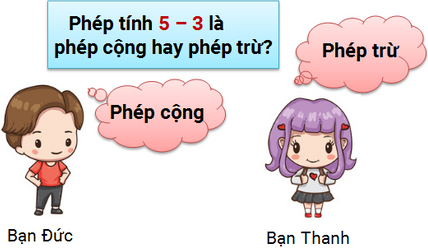 Phép tính 5 – 3 là
phép cộng hay phép trừ?
Phép cộng
Phép trừ
Bạn Đức
Bạn Thanh